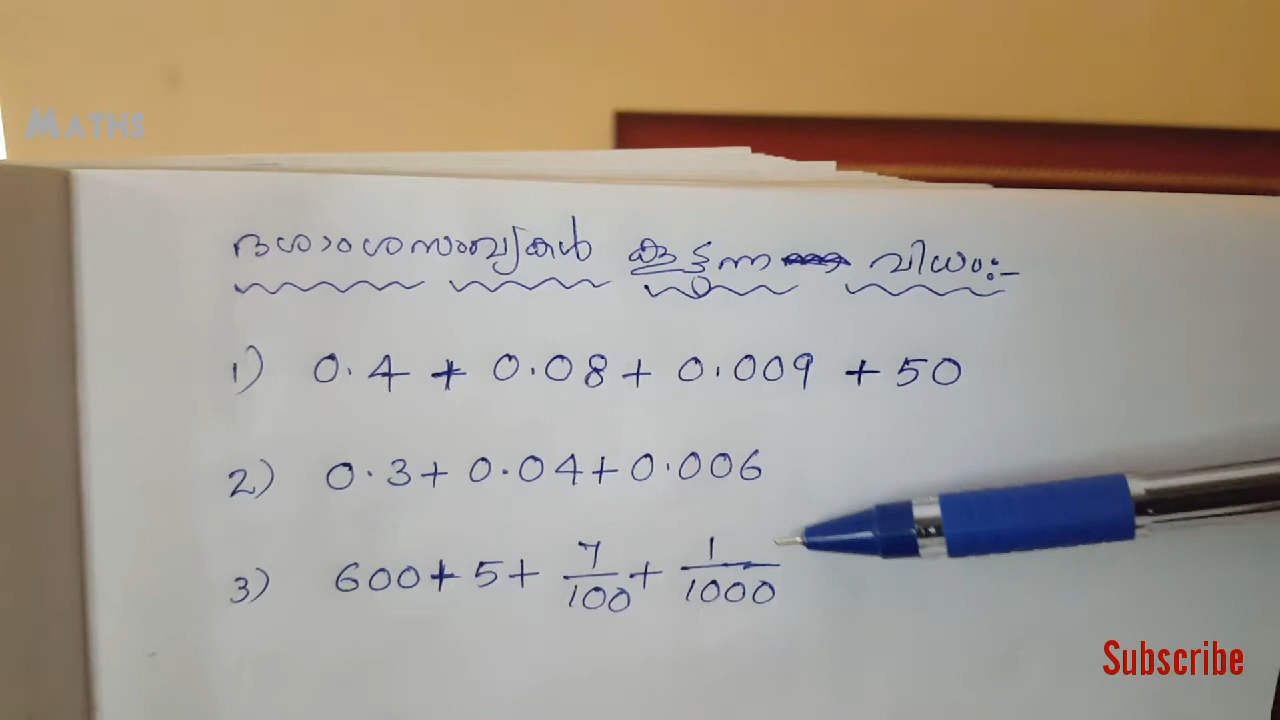 MATHS
ദശാംശസംഖ്യകൾ കൂട്ടുന്ന വിധം:-
1) 0.4 + 0.08 + 0.009 + 50
2) 0.3 + 0.04 + 0.006
3) 600 + 5 + 7/100 + 1/1000
Subscribe